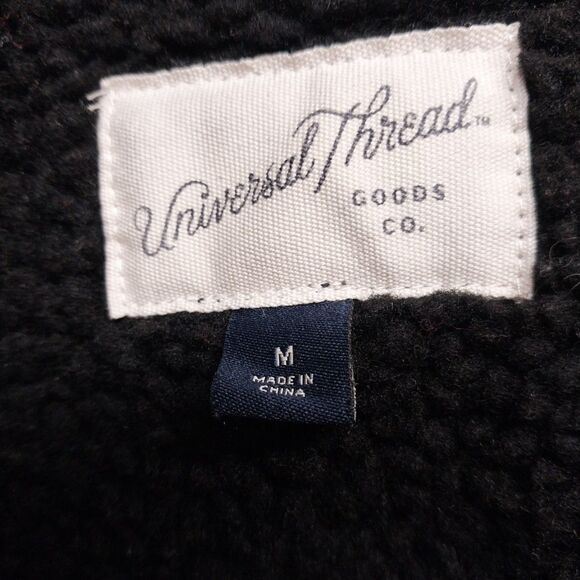 Universal Thread™
GOODS
CO.
M
MADE IN
CHINA